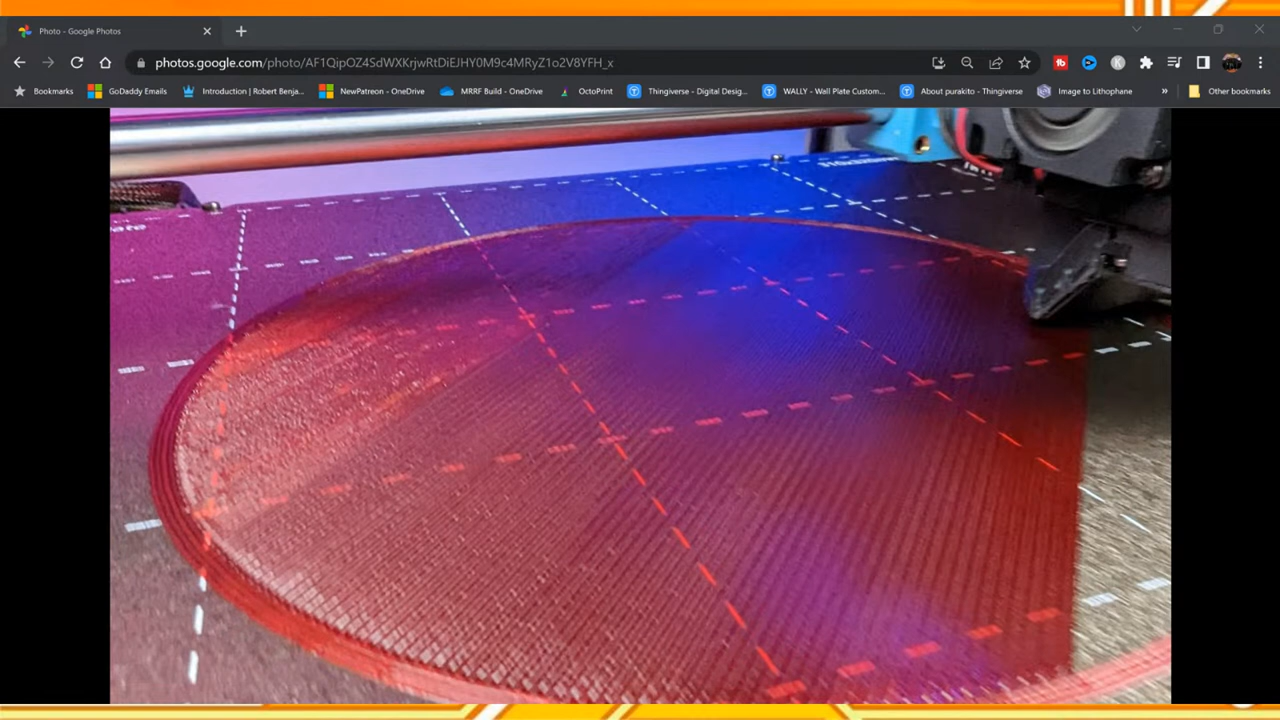 Photo - Google Photos
photos.google.com/photo/AF1QipOZ4SdWXKrjwRtDiEJHY0M9c4MRyZ1o2V8YFH_x
Bookmarks GoDaddy Emails Introduction | Robert Benja... NewPatreon - OneDrive MRRF Build - OneDrive OctoPrint Thingiverse - Digital Desig... WALLY - Wall Plate Custom... About purakito - Thingiverse Image to Lithophane » Other bookmarks